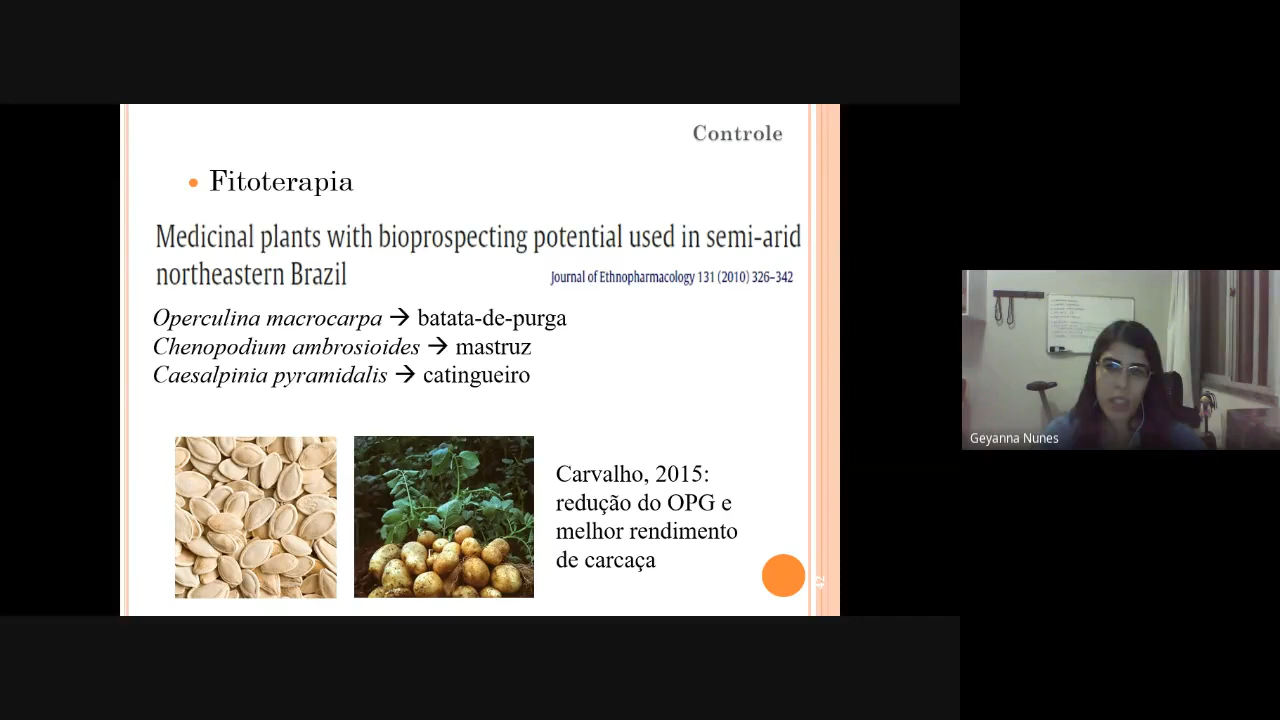 Controle
Fitoterapia
Medicinal plants with bioprospecting potential used in semi-arid
northeastern Brazil
Journal of Ethnopharmacology 131 (2010) 326–342
Operculina macrocarpa → batata-de-purga
Chenopodium ambrosioides → mastruz
Caesalpinia pyramidalis → catingueiro
Carvalho, 2015:
redução do OPG e
melhor rendimento
de carcaça
42
Geyanna Nunes